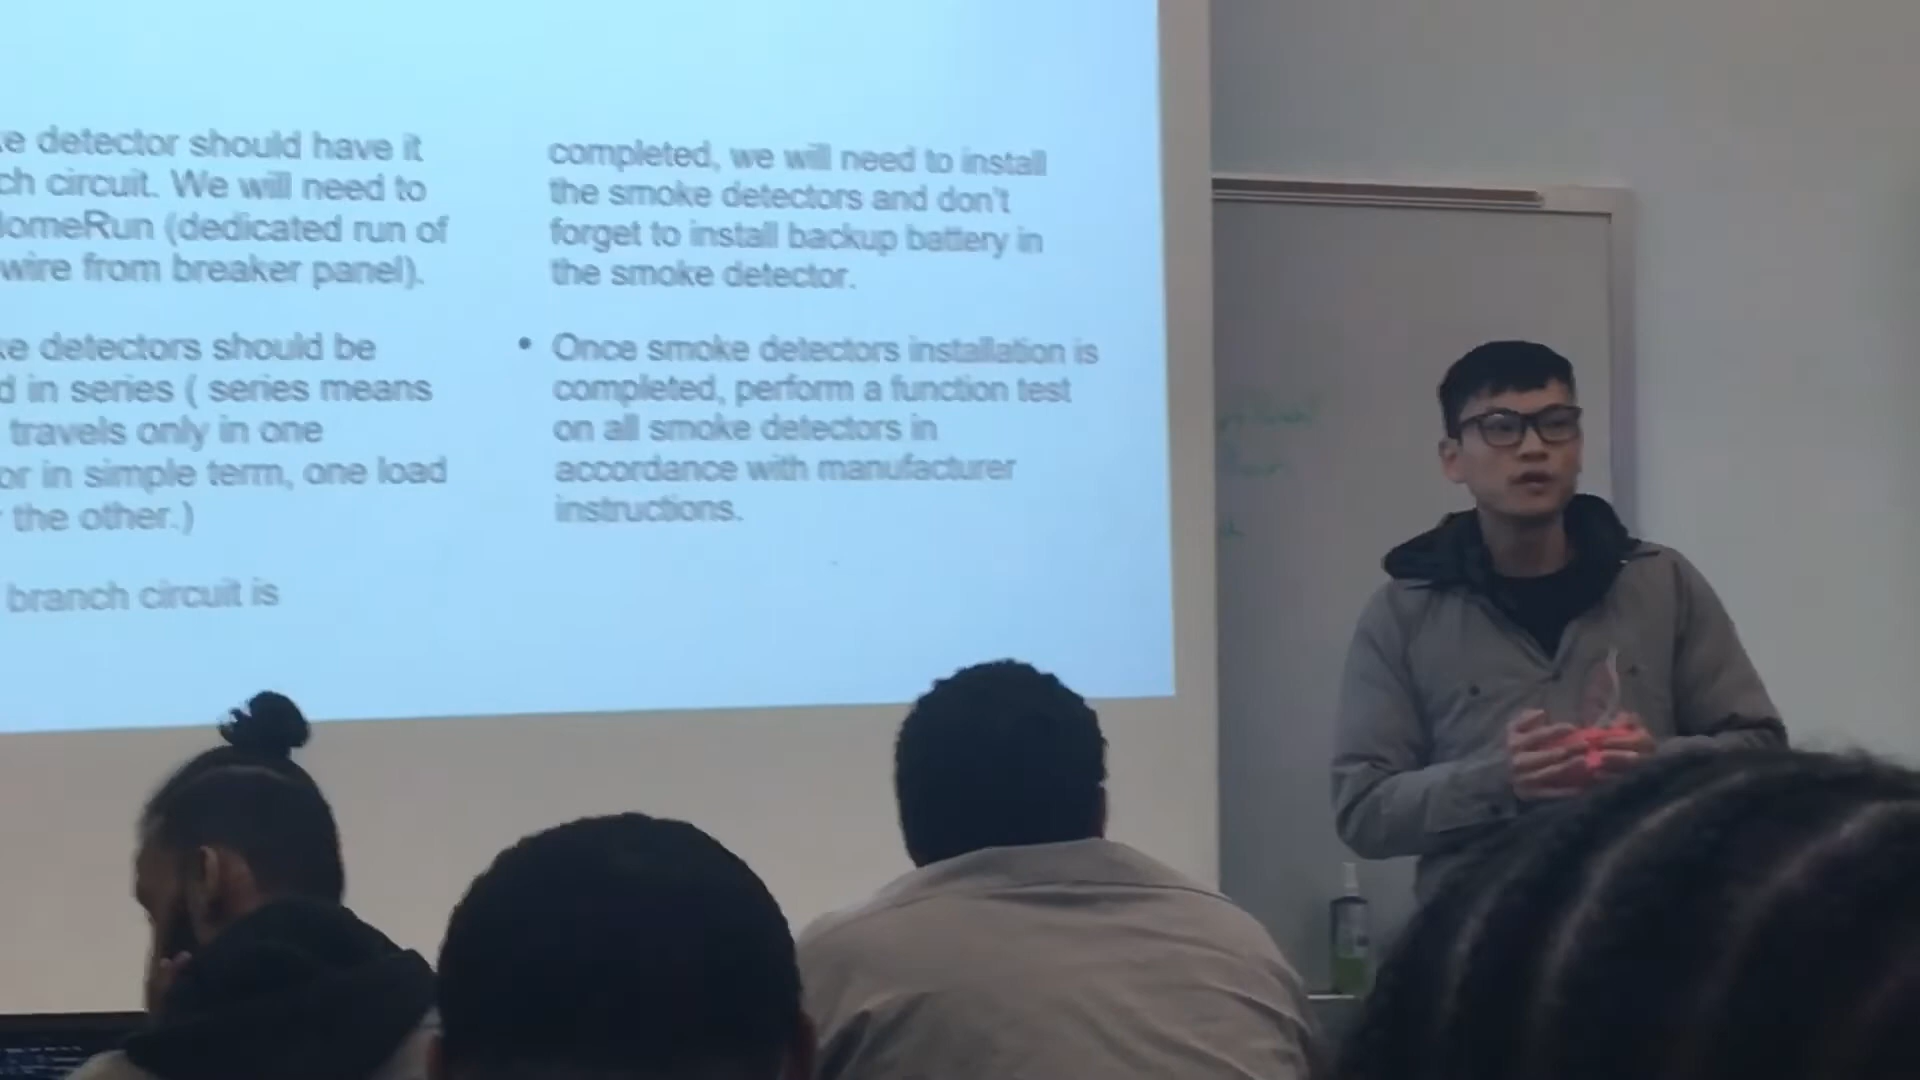 detector should have it
circuit. We will need to
HomeRun (dedicated run of
wire from breaker panel).
detectors should be
in series ( series means
travels only in one
or in simple term, one load
the other.)
branch circuit is
completed, we will need to install
the smoke detectors and don't
forget to install backup battery in
the smoke detector.
• Once smoke detectors installation is
completed, perform a function test
on all smoke detectors in
accordance with manufacturer
instructions.